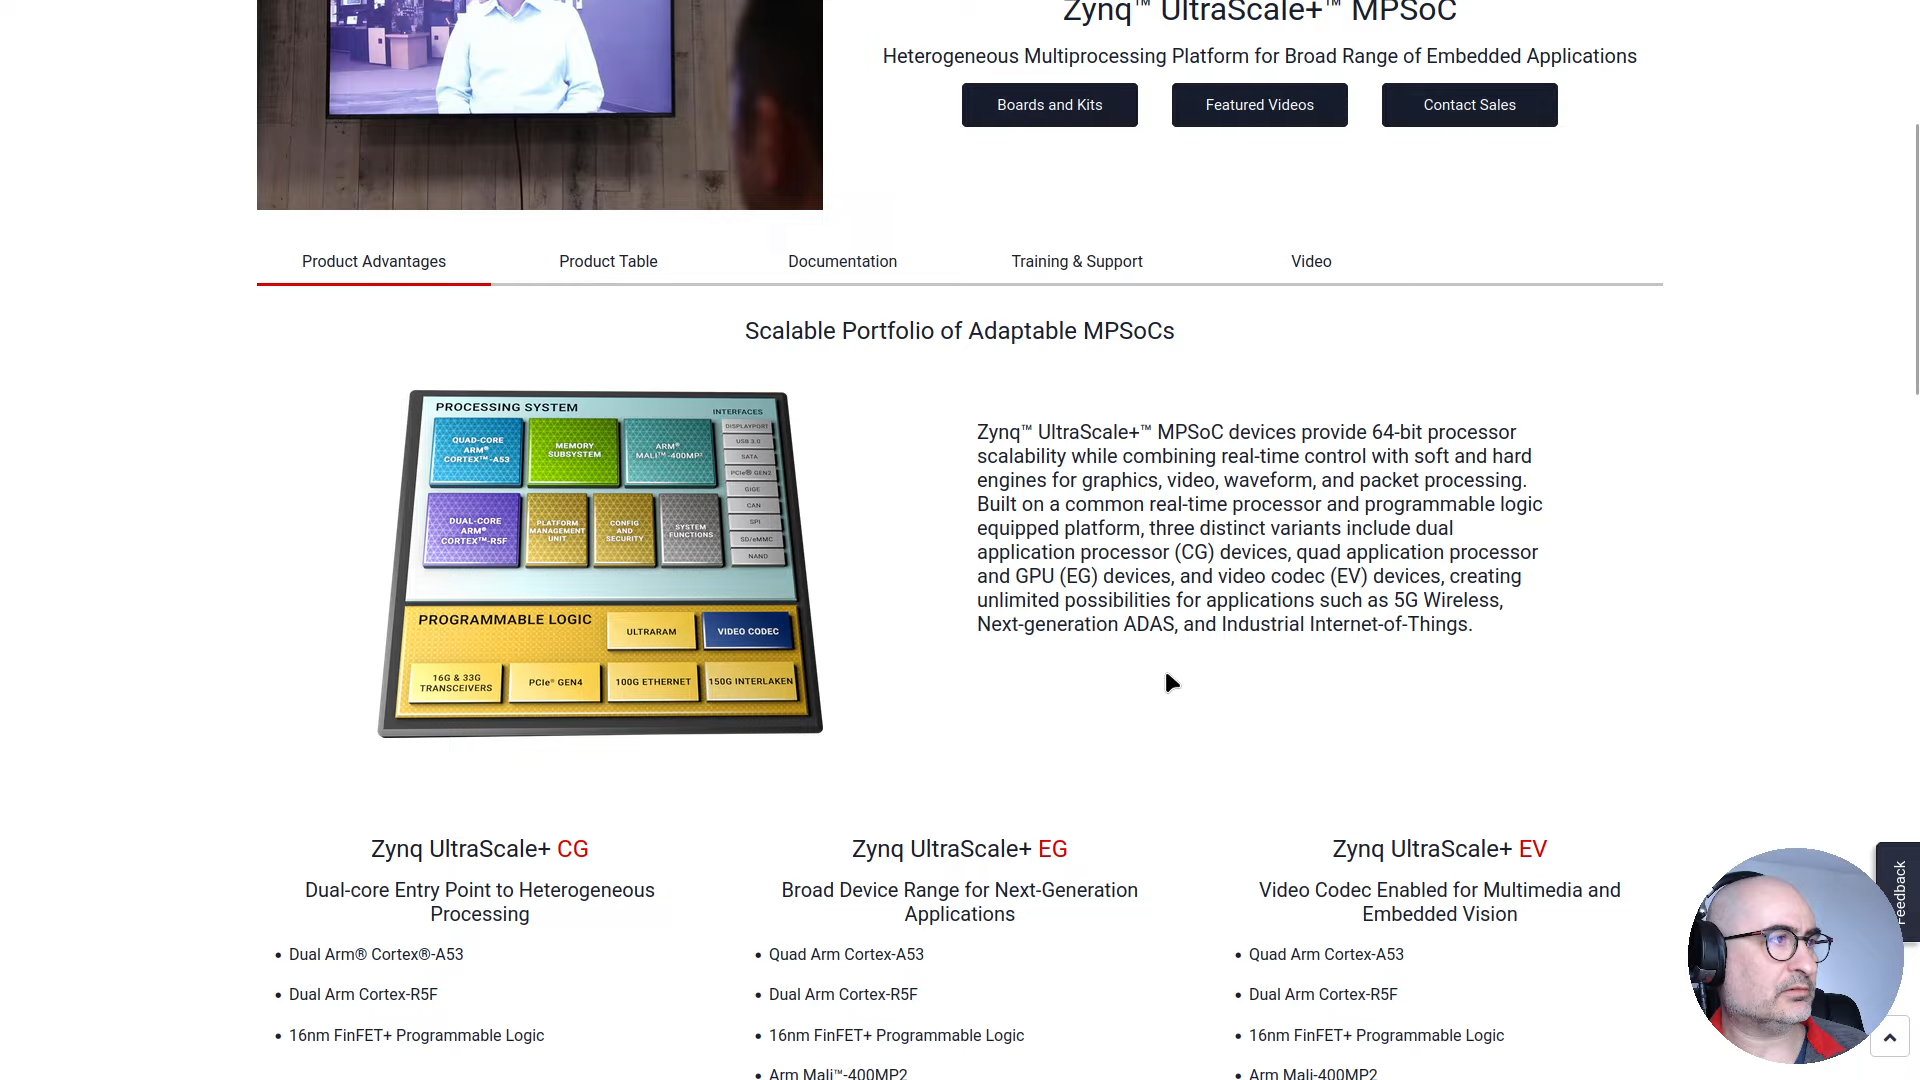 Zynq™ UltraScale+™ MPSoC
Heterogeneous Multiprocessing Platform for Broad Range of Embedded Applications
Boards and Kits
Featured Videos
Contact Sales
Product Advantages
Product Table
Documentation
Training & Support
Video
Scalable Portfolio of Adaptable MPSoCs
PROCESSING SYSTEM
INTERFACES
QUAD-CORE
ARM®
CORTEX™-A53
MEMORY
SUBSYSTEM
ARM®
MALI™-400MP2
DUAL-CORE
ARM®
CORTEX™-R5F
PLATFORM
MANAGEMENT
UNIT
CONFIG
AND
SECURITY
SYSTEM
FUNCTIONS
DISPLAYPORT
USB 3.0
SATA
PCIe® GEN2
GIGE
CAN
SPI
SD/eMMC
NAND
PROGRAMMABLE LOGIC
ULTRARAM
VIDEO CODEC
16G & 33G
TRANSCEIVERS
PCIe® GEN4
100G ETHERNET
150G INTERLAKEN
Zynq™ UltraScale+™ MPSoC devices provide 64-bit processor
scalability while combining real-time control with soft and hard
engines for graphics, video, waveform, and packet processing.
Built on a common real-time processor and programmable logic
equipped platform, three distinct variants include dual
application processor (CG) devices, quad application processor
and GPU (EG) devices, and video codec (EV) devices, creating
unlimited possibilities for applications such as 5G Wireless,
Next-generation ADAS, and Industrial Internet-of-Things.
Zynq UltraScale+ CG
Dual-core Entry Point to Heterogeneous
Processing
• Dual Arm® Cortex®-A53
• Dual Arm Cortex-R5F
• 16nm FinFET+ Programmable Logic
Zynq UltraScale+ EG
Broad Device Range for Next-Generation
Applications
• Quad Arm Cortex-A53
• Dual Arm Cortex-R5F
• 16nm FinFET+ Programmable Logic
• Arm Mali™-400MP2
Zynq UltraScale+ EV
Video Codec Enabled for Multimedia and
Embedded Vision
• Quad Arm Cortex-A53
• Dual Arm Cortex-R5F
• 16nm FinFET+ Programmable Logic
• Arm Mali-400MP2
Feedback